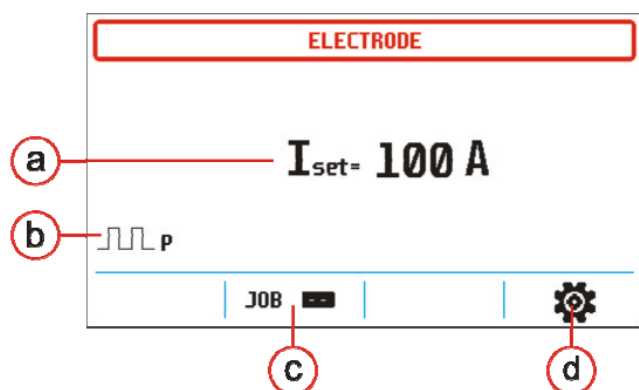 ELECTRODE
a
Iset= 100 A
b
P
JOB --
c
d